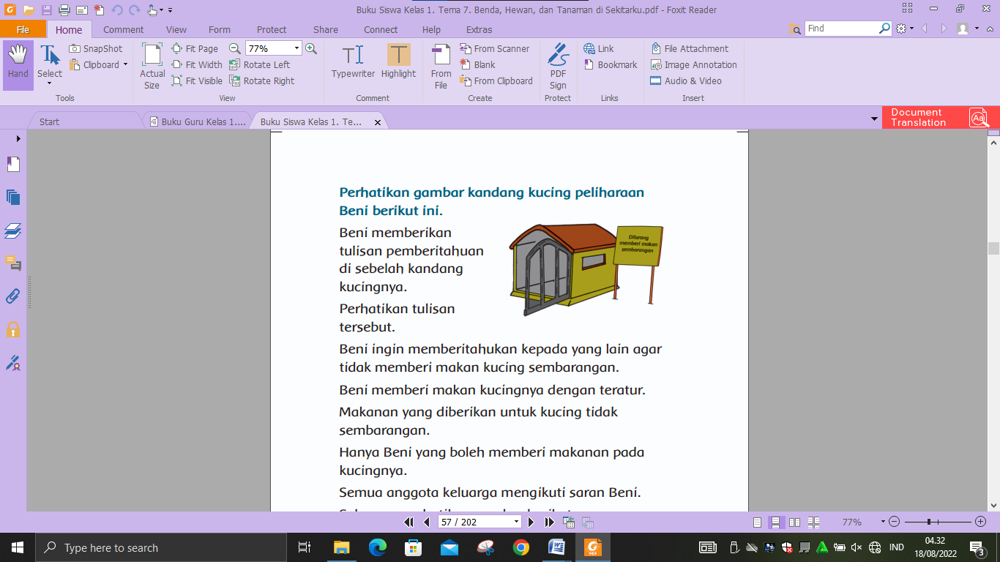 Buku Siswa Kelas 1. Tema 7. Benda, Hewan, dan Tanaman di Sekitarku.pdf - Foxit Reader
File
Home
Comment
View
Form
Protect
Share
Connect
Help
Extras
Find
Hand
Select
SnapShot
Clipboard
Actual Size
Fit Page
Fit Width
Fit Visible
77%
Rotate Left
Rotate Right
Typewriter
Highlight
From File
From Scanner
Blank
From Clipboard
PDF Sign
Link
Bookmark
File Attachment
Image Annotation
Audio & Video
Tools
View
Comment
Create
Protect
Links
Insert
Start
Buku Guru Kelas 1....
Buku Siswa Kelas 1. Te...
Document
Translation
Perhatikan gambar kandang kucing peliharaan
Beni berikut ini.
Beni memberikan
tulisan pemberitahuan
di sebelah kandang
kucingnya.
Dilarang
memberi makan
sembarangan
Perhatikan tulisan
tersebut.
Beni ingin memberitahukan kepada yang lain agar
tidak memberi makan kucing sembarangan.
Beni memberi makan kucingnya dengan teratur.
Makanan yang diberikan untuk kucing tidak
sembarangan.
Hanya Beni yang boleh memberi makanan pada
kucingnya.
Semua anggota keluarga mengikuti saran Beni.
57 / 202
77%
Type here to search
IND
04.32
18/08/2022
3